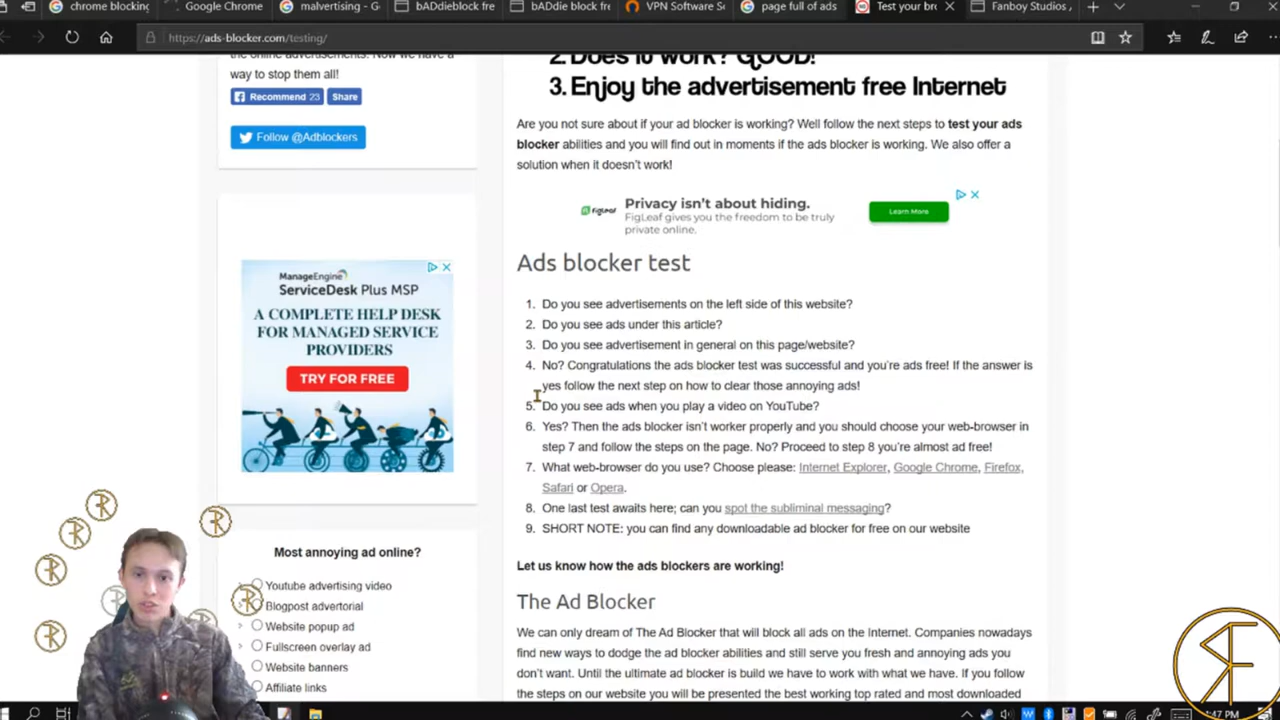 chrome blocking
Google Chrome
malvertising - G
bADdieblock fre
bADdie block fre
VPN Software S
page full of ads
Test your bro
Fanboy Studios
https://ads-blocker.com/testing/
the online advertisements. Now we have a
way to stop them all!
Recommend 23
Share
Follow @Adblockers
ManageEngine
ServiceDesk Plus MSP
A COMPLETE HELP DESK
FOR MANAGED SERVICE
PROVIDERS
TRY FOR FREE
Most annoying ad online?
Youtube advertising video
Blogpost advertorial
Website popup ad
Fullscreen overlay ad
Website banners
Affiliate links
2. Does it work? GOOD!
3. Enjoy the advertisement free Internet
Are you not sure about if your ad blocker is working? Well follow the next steps to test your ads
blocker abilities and you will find out in moments if the ads blocker is working. We also offer a
solution when it doesn't work!
FigLeaf
Privacy isn't about hiding.
FigLeaf gives you the freedom to be truly
private online.
Learn More
Ads blocker test
1. Do you see advertisements on the left side of this website?
2. Do you see ads under this article?
3. Do you see advertisement in general on this page/website?
4. No? Congratulations the ads blocker test was successful and you're ads free! If the answer is
yes follow the next step on how to clear those annoying ads!
5. Do you see ads when you play a video on YouTube?
6. Yes? Then the ads blocker isn't worker properly and you should choose your web-browser in
step 7 and follow the steps on the page. No? Proceed to step 8 you're almost ad free!
7. What web-browser do you use? Choose please: Internet Explorer, Google Chrome, Firefox,
Safari or Opera.
8. One last test awaits here; can you spot the subliminal messaging?
9. SHORT NOTE: you can find any downloadable ad blocker for free on our website
Let us know how the ads blockers are working!
The Ad Blocker
We can only dream of The Ad Blocker that will block all ads on the Internet. Companies nowadays
find new ways to dodge the ad blocker abilities and still serve you fresh and annoying ads you
don't want. Until the ultimate ad blocker is build we have to work with what we have. If you follow
the steps on our website you will be presented the best working top rated and most downloaded
:47 PM